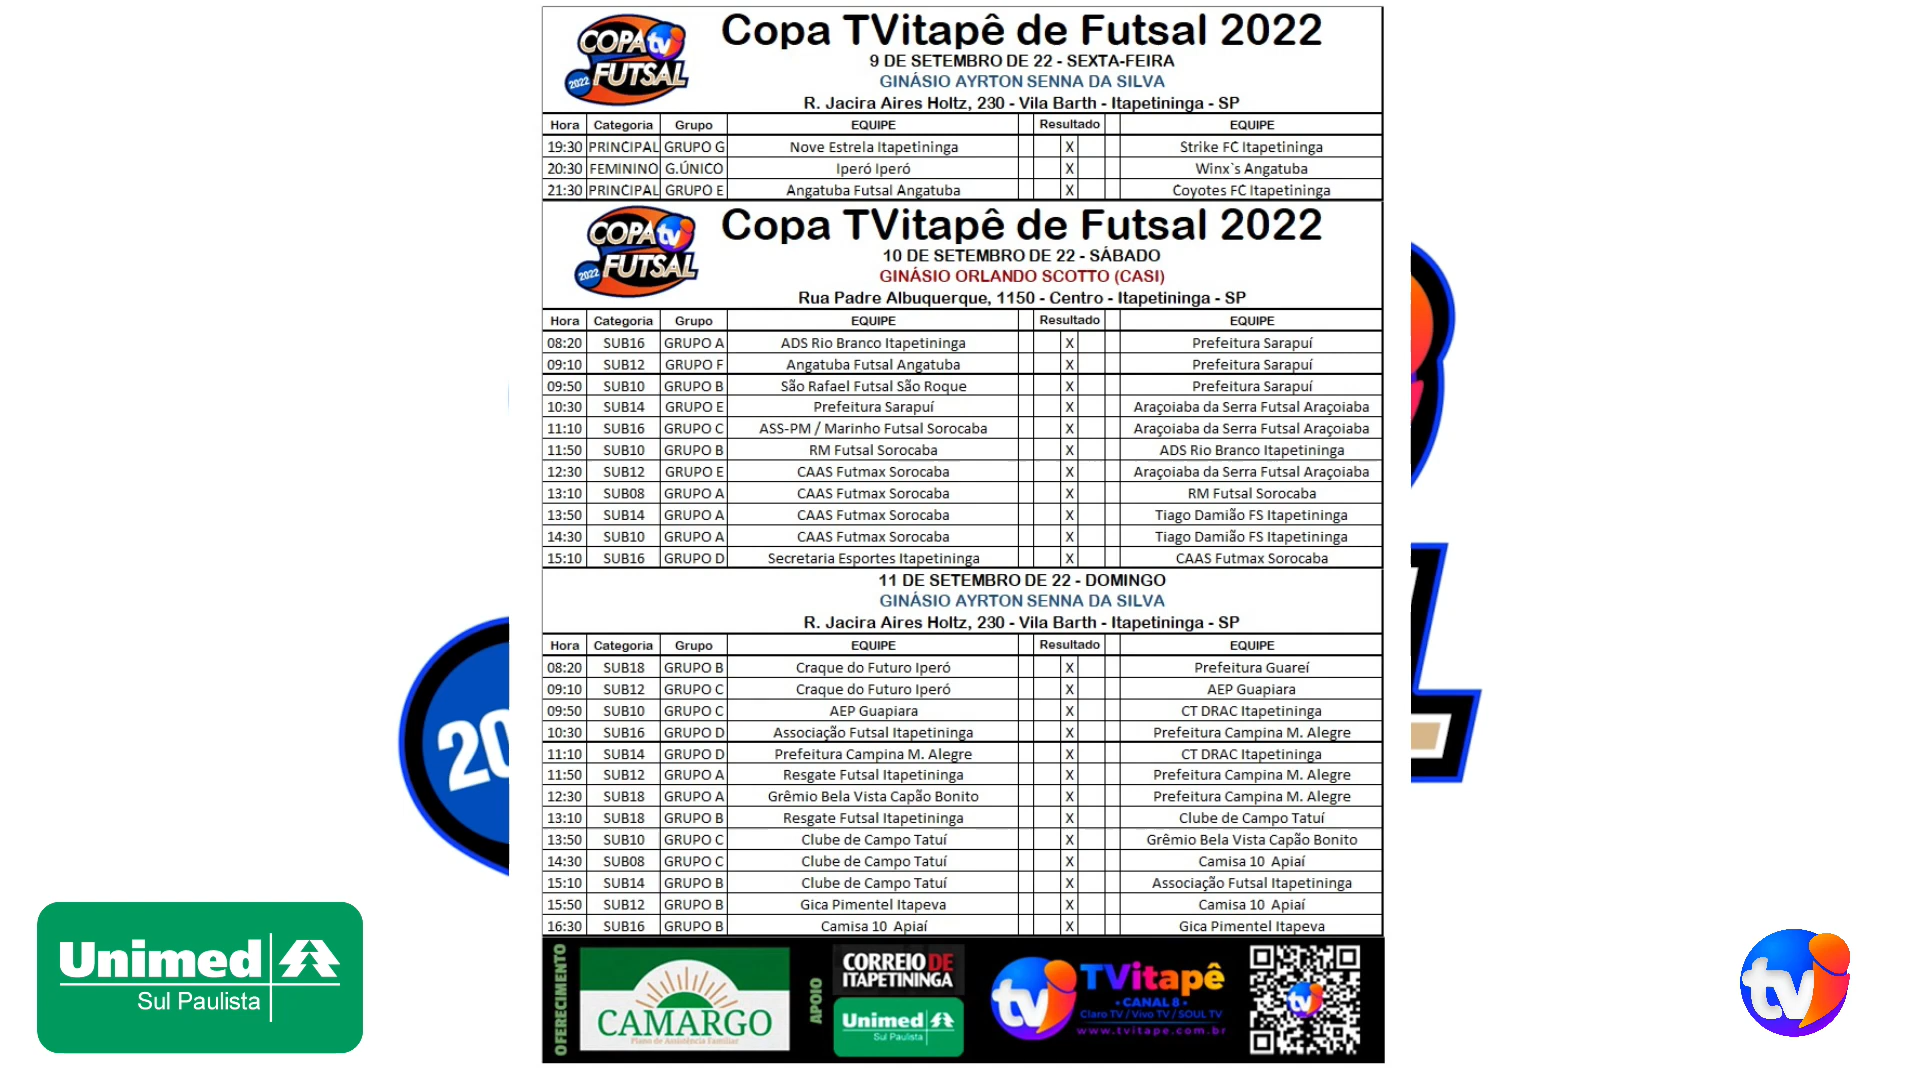 COPA tv
2022 FUTSAL
Copa TVitapê de Futsal 2022
9 DE SETEMBRO DE 22 - SEXTA-FEIRA
GINÁSIO AYRTON SENNA DA SILVA
R. Jacira Aires Holtz, 230 - Vila Barth - Itapetininga - SP
Hora Categoria Grupo EQUIPE Resultado EQUIPE
19:30 PRINCIPAL GRUPO G Nove Estrela Itapetininga X Strike FC Itapetininga
20:30 FEMININO G.ÚNICO Iperó Iperó X Winx`s Angatuba
21:30 PRINCIPAL GRUPO E Angatuba Futsal Angatuba X Coyotes FC Itapetininga
COPA tv
2022 FUTSAL
Copa TVitapê de Futsal 2022
10 DE SETEMBRO DE 22 - SÁBADO
GINÁSIO ORLANDO SCOTTO (CASI)
Rua Padre Albuquerque, 1150 - Centro - Itapetininga - SP
Hora Categoria Grupo EQUIPE Resultado EQUIPE
08:20 SUB16 GRUPO A ADS Rio Branco Itapetininga X Prefeitura Sarapuí
09:10 SUB12 GRUPO F Angatuba Futsal Angatuba X Prefeitura Sarapuí
09:50 SUB10 GRUPO B São Rafael Futsal São Roque X Prefeitura Sarapuí
10:30 SUB14 GRUPO E Prefeitura Sarapuí X Araçoiaba da Serra Futsal Araçoiaba
11:10 SUB16 GRUPO C ASS-PM / Marinho Futsal Sorocaba X Araçoiaba da Serra Futsal Araçoiaba
11:50 SUB10 GRUPO B RM Futsal Sorocaba X ADS Rio Branco Itapetininga
12:30 SUB12 GRUPO E CAAS Futmax Sorocaba X Araçoiaba da Serra Futsal Araçoiaba
13:10 SUB08 GRUPO A CAAS Futmax Sorocaba X RM Futsal Sorocaba
13:50 SUB14 GRUPO A CAAS Futmax Sorocaba X Tiago Damião FS Itapetininga
14:30 SUB10 GRUPO A CAAS Futmax Sorocaba X Tiago Damião FS Itapetininga
15:10 SUB16 GRUPO D Secretaria Esportes Itapetininga X CAAS Futmax Sorocaba
11 DE SETEMBRO DE 22 - DOMINGO
GINÁSIO AYRTON SENNA DA SILVA
R. Jacira Aires Holtz, 230 - Vila Barth - Itapetininga - SP
Hora Categoria Grupo EQUIPE Resultado EQUIPE
08:20 SUB18 GRUPO B Craque do Futuro Iperó X Prefeitura Guareí
09:10 SUB12 GRUPO C Craque do Futuro Iperó X AEP Guapiara
09:50 SUB10 GRUPO C AEP Guapiara X CT DRAC Itapetininga
10:30 SUB16 GRUPO D Associação Futsal Itapetininga X Prefeitura Campina M. Alegre
11:10 SUB14 GRUPO D Prefeitura Campina M. Alegre X CT DRAC Itapetininga
11:50 SUB12 GRUPO A Resgate Futsal Itapetininga X Prefeitura Campina M. Alegre
12:30 SUB18 GRUPO A Grêmio Bela Vista Capão Bonito X Prefeitura Campina M. Alegre
13:10 SUB18 GRUPO B Resgate Futsal Itapetininga X Clube de Campo Tatuí
13:50 SUB10 GRUPO C Clube de Campo Tatuí X Grêmio Bela Vista Capão Bonito
14:30 SUB08 GRUPO C Clube de Campo Tatuí X Camisa 10 Apiaí
15:10 SUB14 GRUPO B Clube de Campo Tatuí X Associação Futsal Itapetininga
15:50 SUB12 GRUPO B Gica Pimentel Itapeva X Camisa 10 Apiaí
16:30 SUB16 GRUPO B Camisa 10 Apiaí X Gica Pimentel Itapeva
20
OFERECIMENTO
CAMARGO
Plano de Assistência Familiar
APOIO
CORREIO DE
ITAPETININGA
Unimed
Sul Paulista
tv
TVitapê
• CANAL 8 •
Claro TV / Vivo TV / SOUL TV
www.tvitape.com.br
tv
Unimed
Sul Paulista
tv